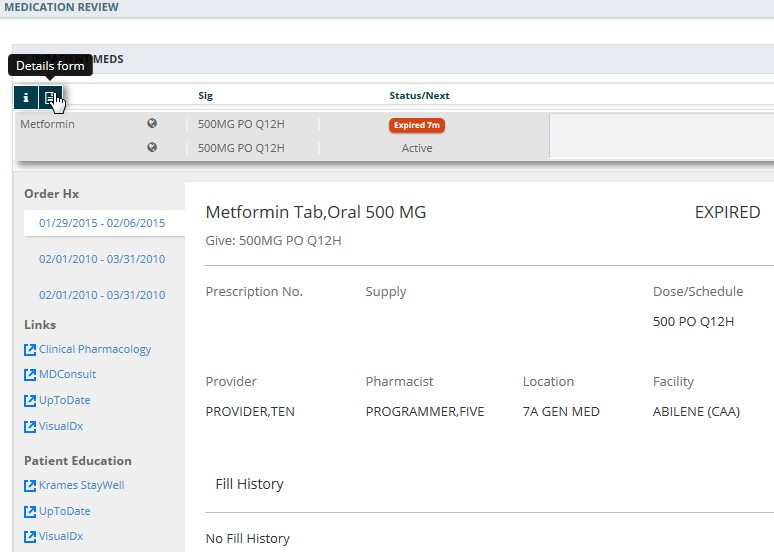 MEDICATION REVIEW
MEDS
Details form
Sig Status/Next
Metformin 500MG PO Q12H Expired 7m
500MG PO Q12H Active
Order Hx
01/29/2015 - 02/06/2015
02/01/2010 - 03/31/2010
02/01/2010 - 03/31/2010
Links
Clinical Pharmacology
MDConsult
UpToDate
VisualDx
Patient Education
Krames StayWell
UpToDate
VisualDx
Metformin Tab,Oral 500 MG EXPIRED
Give: 500MG PO Q12H
Prescription No. Supply Dose/Schedule
500 PO Q12H
Provider Pharmacist Location Facility
PROVIDER,TEN PROGRAMMER,FIVE 7A GEN MED ABILENE (CAA)
Fill History
No Fill History